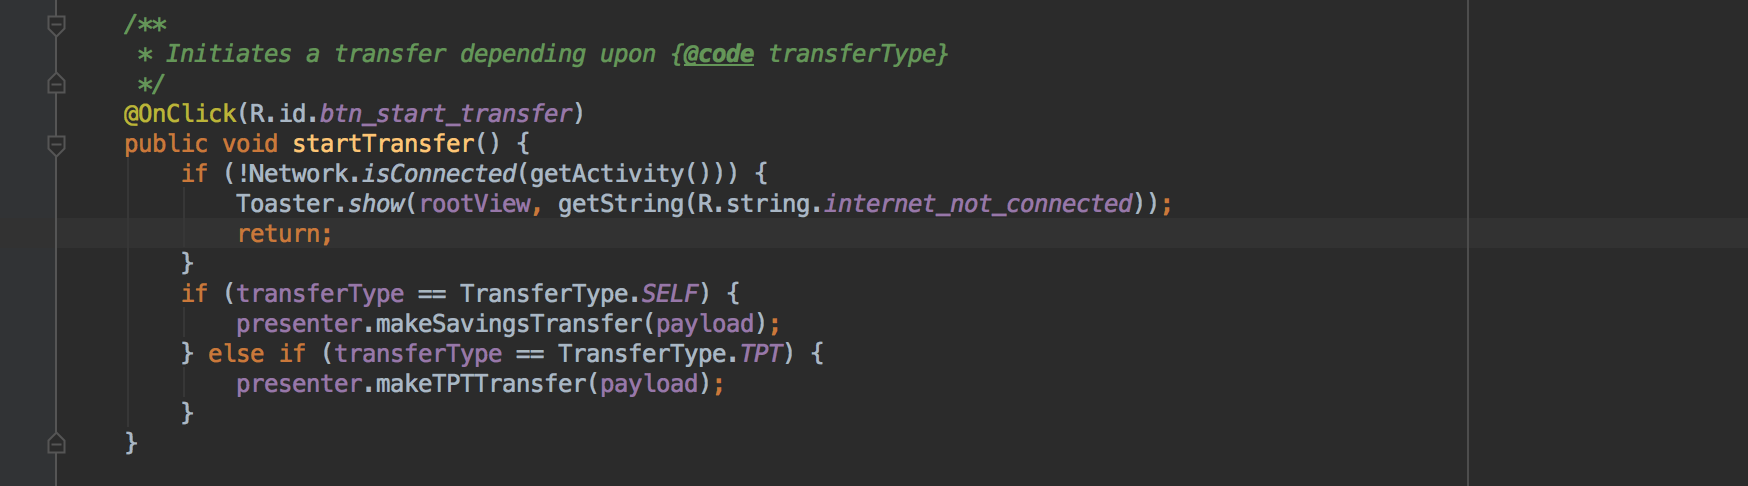 /**
 * Initiates a transfer depending upon {@code transferType}
 */
@OnClick(R.id.btn_start_transfer)
public void startTransfer() {
    if (!Network.isConnected(getActivity())) {
        Toaster.show(rootView, getString(R.string.internet_not_connected));
        return;
    }
    if (transferType == TransferType.SELF) {
        presenter.makeSavingsTransfer(payload);
    } else if (transferType == TransferType.TPT) {
        presenter.makeTPTTransfer(payload);
    }
}